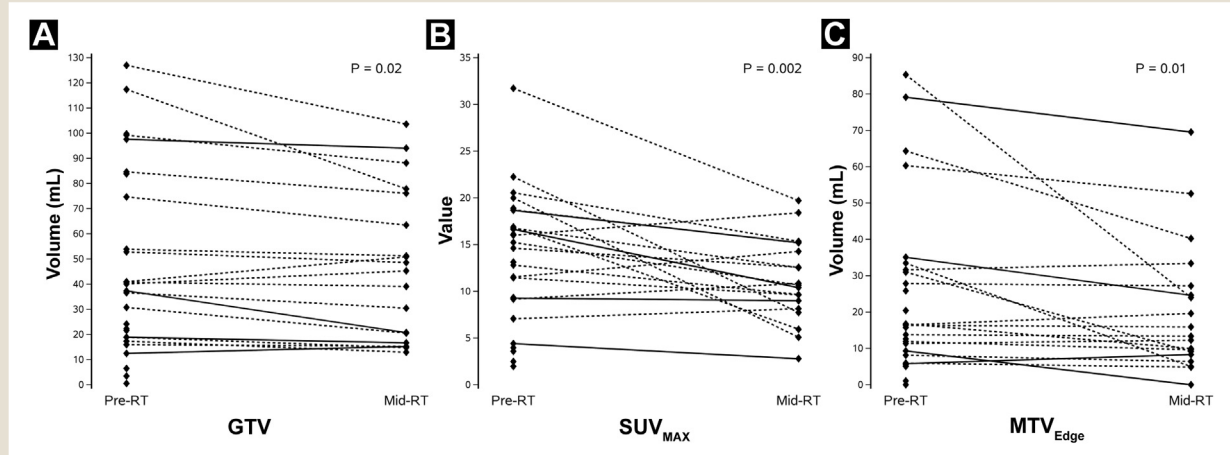 A
Volume (mL)
130
120
110
100
90
80
70
60
50
40
30
20
10
0
P = 0.02
Pre-RT
Mid-RT
GTV
B
Value
35
30
25
20
15
10
5
0
P = 0.002
Pre-RT
Mid-RT
SUVMAX
C
Volume (mL)
90
80
70
60
50
40
30
20
10
0
P = 0.01
Pre-RT
Mid-RT
MTVEdge